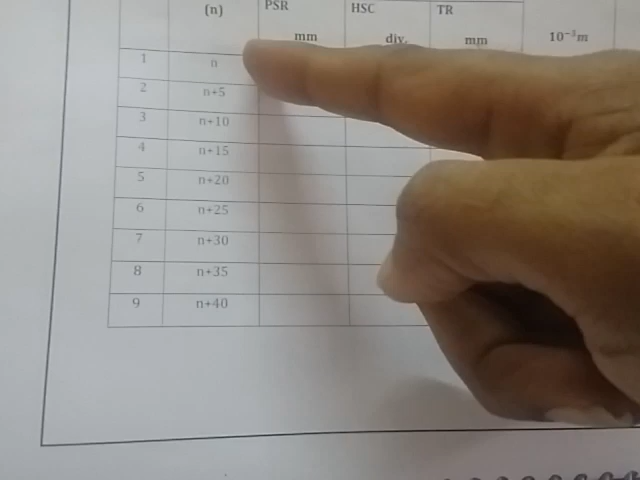 (n) PSR HSC TR
mm div. mm 10⁻³m
1 n
2 n+5
3 n+10
4 n+15
5 n+20
6 n+25
7 n+30
8 n+35
9 n+40